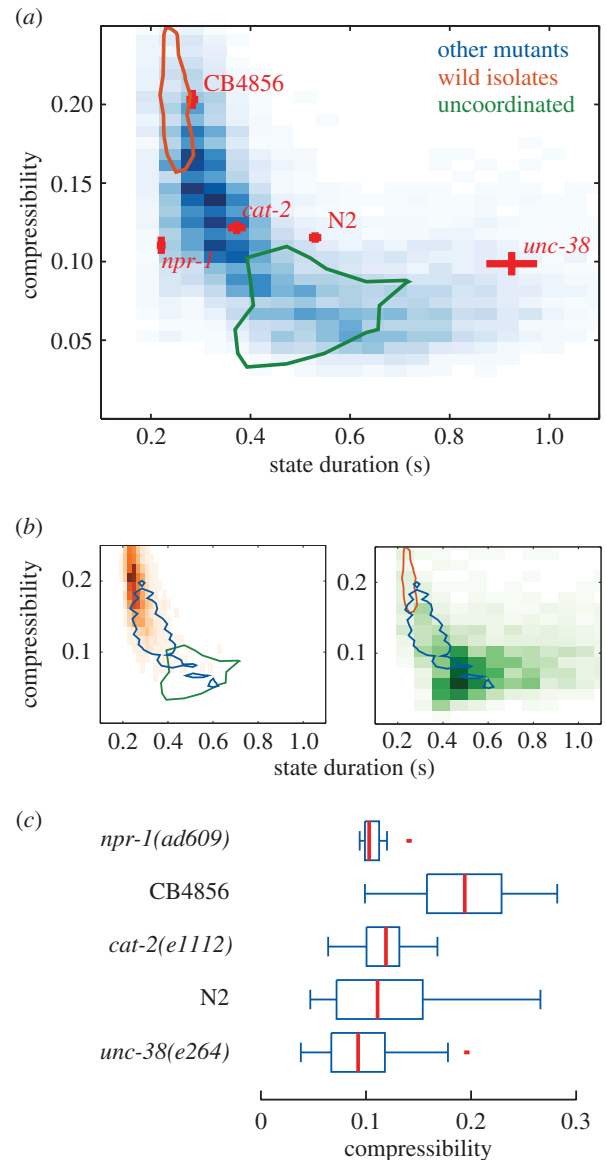 (a)
other mutants
wild isolates
uncoordinated
CB4856
cat-2
N2
npr-1
unc-38
compressibility
0.20
0.15
0.10
0.05
0.2 0.4 0.6 0.8 1.0
state duration (s)
(b)
compressibility
0.2
0.1
0.2 0.4 0.6 0.8 1.0
0.2
0.1
0.2 0.4 0.6 0.8 1.0
state duration (s)
(c)
npr-1(ad609)
CB4856
cat-2(e1112)
N2
unc-38(e264)
0 0.1 0.2 0.3
compressibility